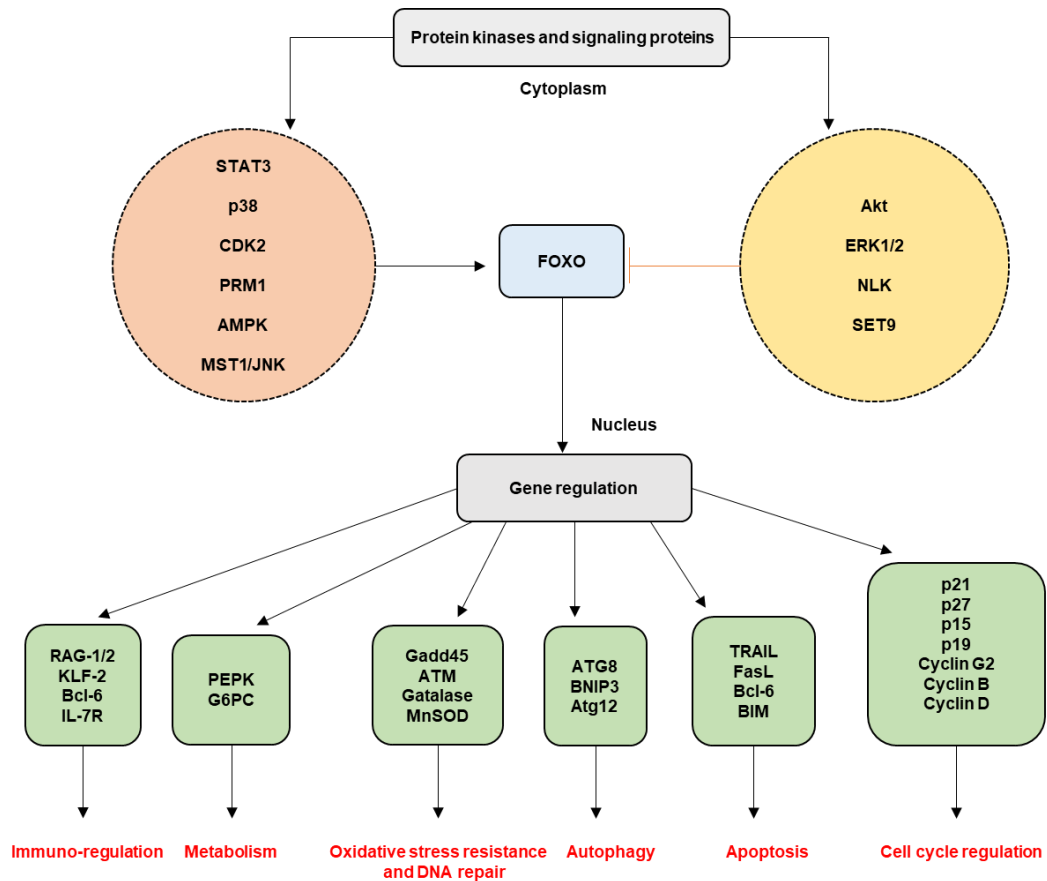 Protein kinases and signaling proteins
Cytoplasm
STAT3
p38
CDK2
PRM1
AMPK
MST1/JNK
FOXO
Akt
ERK1/2
NLK
SET9
Nucleus
Gene regulation
RAG-1/2
KLF-2
Bcl-6
IL-7R
PEPK
G6PC
Gadd45
ATM
Gatalase
MnSOD
ATG8
BNIP3
Atg12
TRAIL
FasL
Bcl-6
BIM
p21
p27
p15
p19
Cyclin G2
Cyclin B
Cyclin D
Immuno-regulation
Metabolism
Oxidative stress resistance
and DNA repair
Autophagy
Apoptosis
Cell cycle regulation